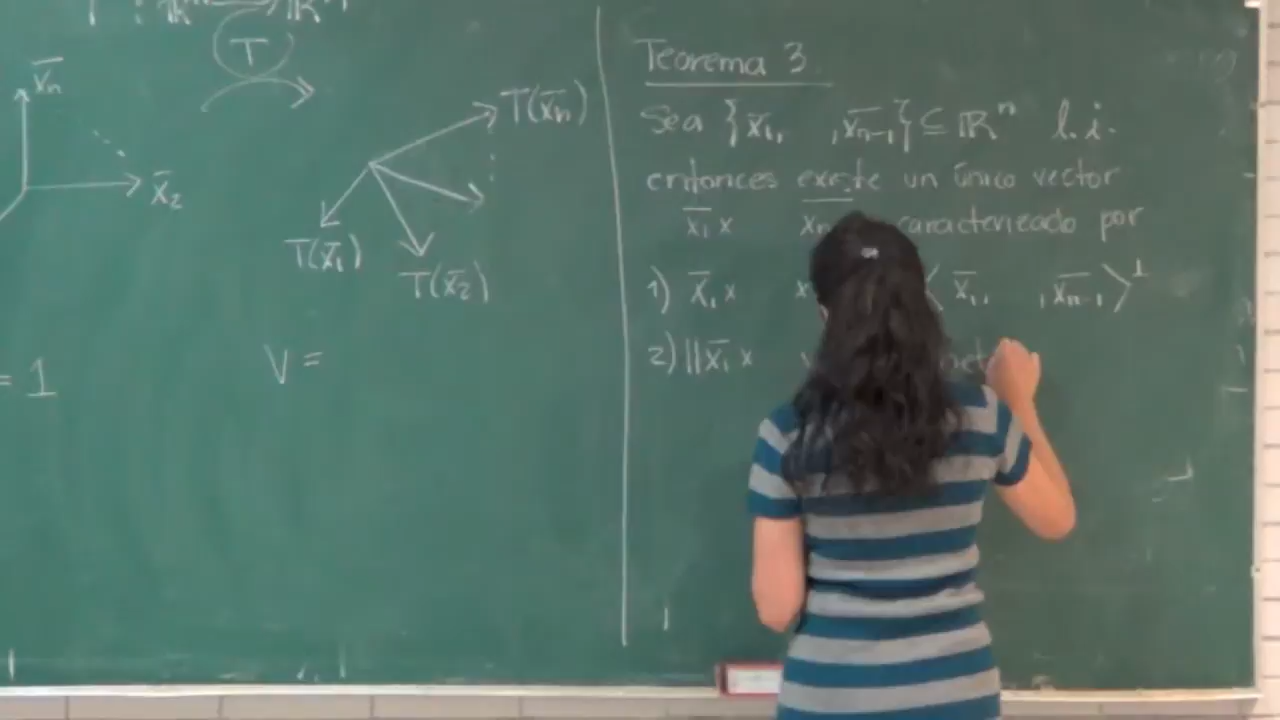 T
x̄n
x̄2
T(x̄n)
T(x̄1)
T(x̄2)
= 1
V =
Teorema 3
Sea {x̄1, , x̄n-1} ⊆ ℝⁿ l.i.
entonces existe un único vector
x̄1 × caracterizado por
1) x̄1 × ⟨x̄1, , x̄n-1⟩⊥
2) ||x̄1 ×